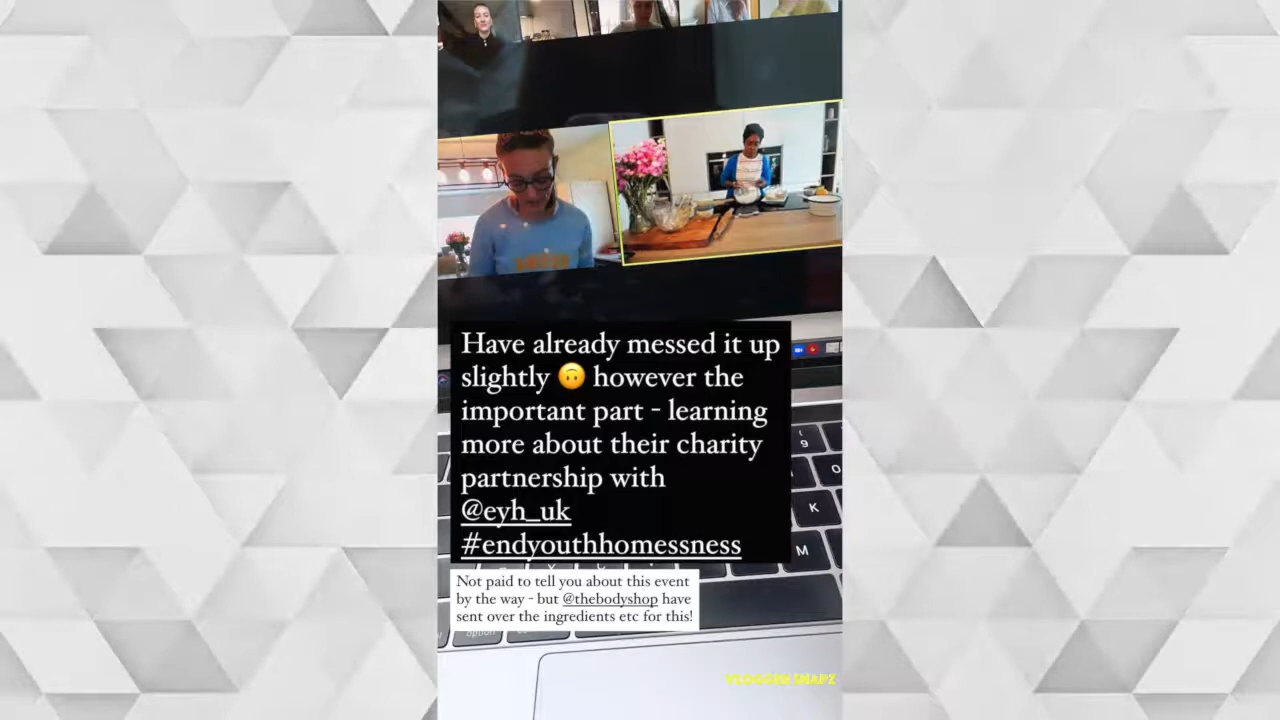 Have already messed it up
slightly 🙃 however the
important part - learning
more about their charity
partnership with
@eyh_uk
#endyouthhomessness
Not paid to tell you about this event
by the way - but @thebodyshop have
sent over the ingredients etc for this!
9
O
K
M
option
VLOGGER SNAPZ